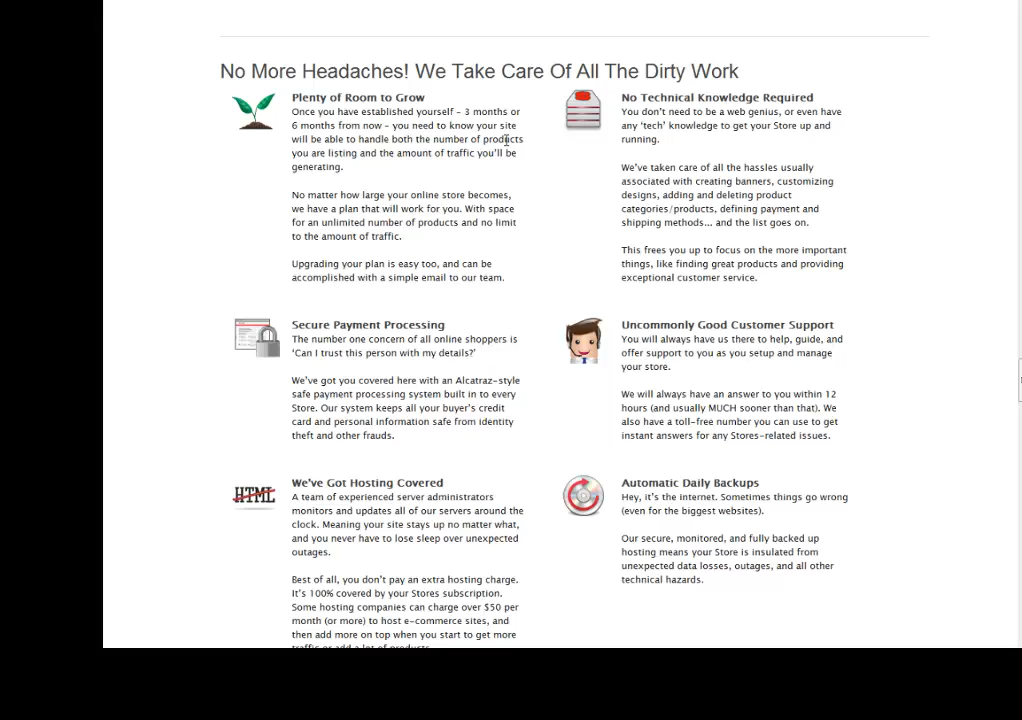 No More Headaches! We Take Care Of All The Dirty Work
Plenty of Room to Grow
Once you have established yourself – 3 months or
6 months from now – you need to know your site
will be able to handle both the number of products
you are listing and the amount of traffic you'll be
generating.
No matter how large your online store becomes,
we have a plan that will work for you. With space
for an unlimited number of products and no limit
to the amount of traffic.
Upgrading your plan is easy too, and can be
accomplished with a simple email to our team.
No Technical Knowledge Required
You don't need to be a web genius, or even have
any 'tech' knowledge to get your Store up and
running.
We've taken care of all the hassles usually
associated with creating banners, customizing
designs, adding and deleting product
categories/products, defining payment and
shipping methods... and the list goes on.
This frees you up to focus on the more important
things, like finding great products and providing
exceptional customer service.
Secure Payment Processing
The number one concern of all online shoppers is
'Can I trust this person with my details?'
We've got you covered here with an Alcatraz-style
safe payment processing system built in to every
Store. Our system keeps all your buyer's credit
card and personal information safe from identity
theft and other frauds.
Uncommonly Good Customer Support
You will always have us there to help, guide, and
offer support to you as you setup and manage
your store.
We will always have an answer to you within 12
hours (and usually MUCH sooner than that). We
also have a toll-free number you can use to get
instant answers for any Stores-related issues.
HTML
We've Got Hosting Covered
A team of experienced server administrators
monitors and updates all of our servers around the
clock. Meaning your site stays up no matter what,
and you never have to lose sleep over unexpected
outages.
Best of all, you don't pay an extra hosting charge.
It's 100% covered by your Stores subscription.
Some hosting companies can charge over $50 per
month (or more) to host e-commerce sites, and
then add more on top when you start to get more
traffic or add a lot of products.
Automatic Daily Backups
Hey, it's the internet. Sometimes things go wrong
(even for the biggest websites).
Our secure, monitored, and fully backed up
hosting means your Store is insulated from
unexpected data losses, outages, and all other
technical hazards.